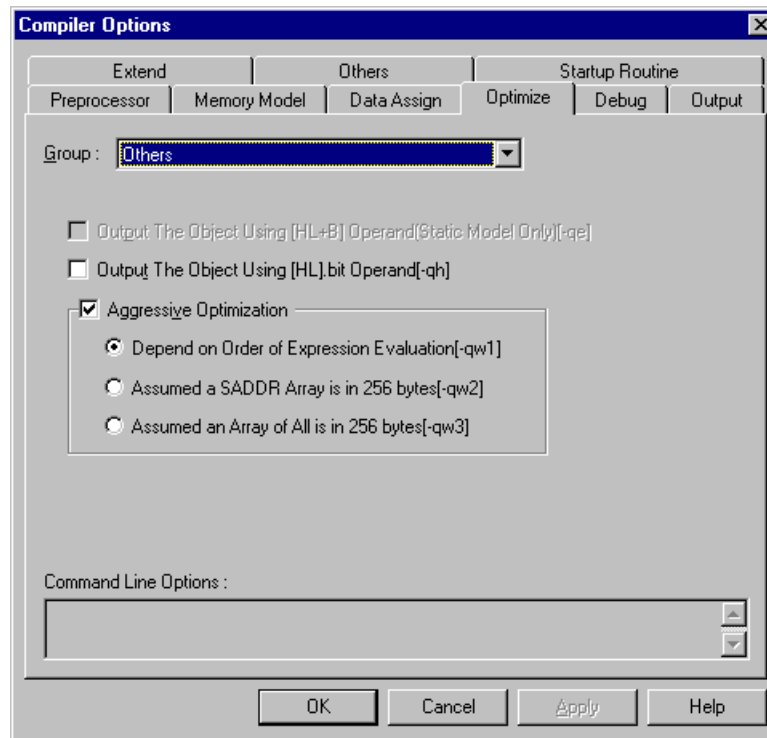 Compiler Options
Extend Others Startup Routine
Preprocessor Memory Model Data Assign Optimize Debug Output
Group : Others
Output The Object Using [HL+B] Operand(Static Model Only)[-qe]
Output The Object Using [HL].bit Operand[-qh]
Aggressive Optimization
Depend on Order of Expression Evaluation[-qw1]
Assumed a SADDR Array is in 256 bytes[-qw2]
Assumed an Array of All is in 256 bytes[-qw3]
Command Line Options :
OK Cancel Apply Help